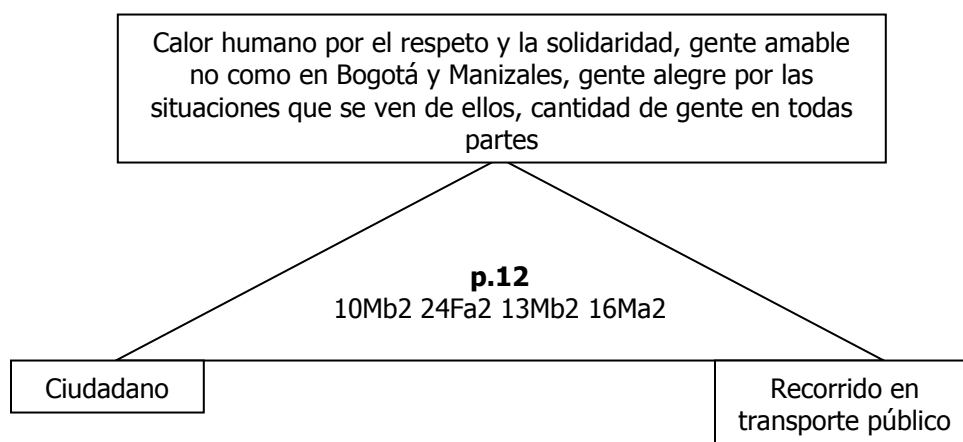 Calor humano por el respeto y la solidaridad, gente amable
no como en Bogotá y Manizales, gente alegre por las
situaciones que se ven de ellos, cantidad de gente en todas
partes
p.12
10Mb2 24Fa2 13Mb2 16Ma2
Ciudadano
Recorrido en
transporte público